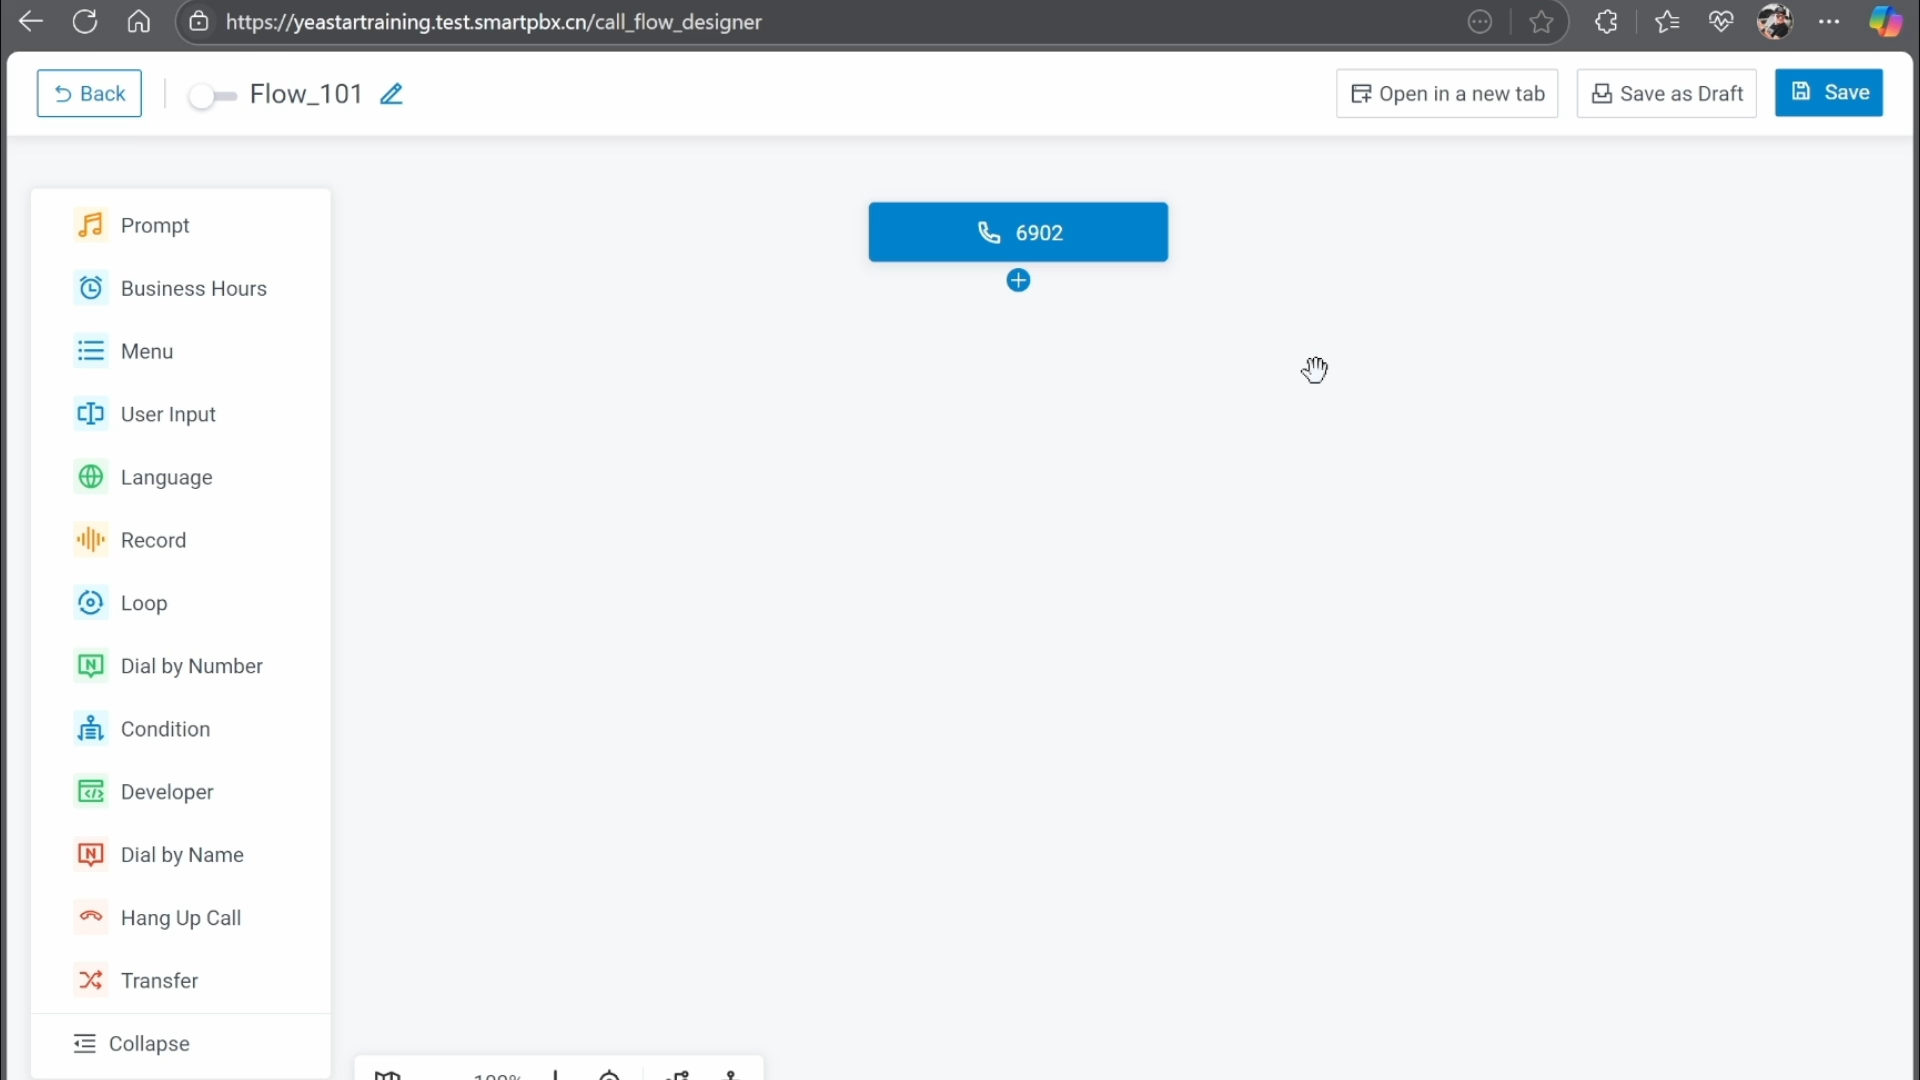 https://yeastartraining.test.smartpbx.cn/call_flow_designer
Back
Flow_101
Open in a new tab
Save as Draft
Save
6902
Prompt
Business Hours
Menu
User Input
Language
Record
Loop
Dial by Number
Condition
Developer
Dial by Name
Hang Up Call
Transfer
Collapse
100%